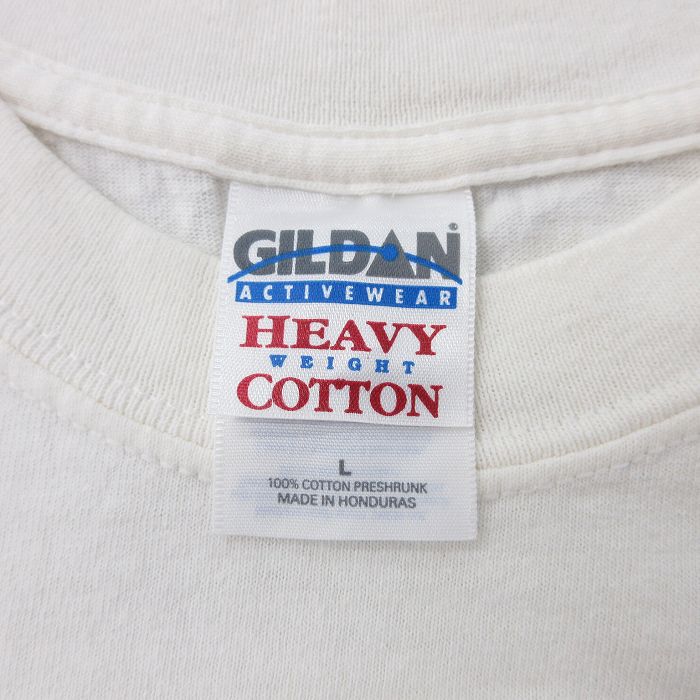 GILDAN®
ACTIVEWEAR
HEAVY
WEIGHT
COTTON
L
100% COTTON PRESHRUNK
MADE IN HONDURAS